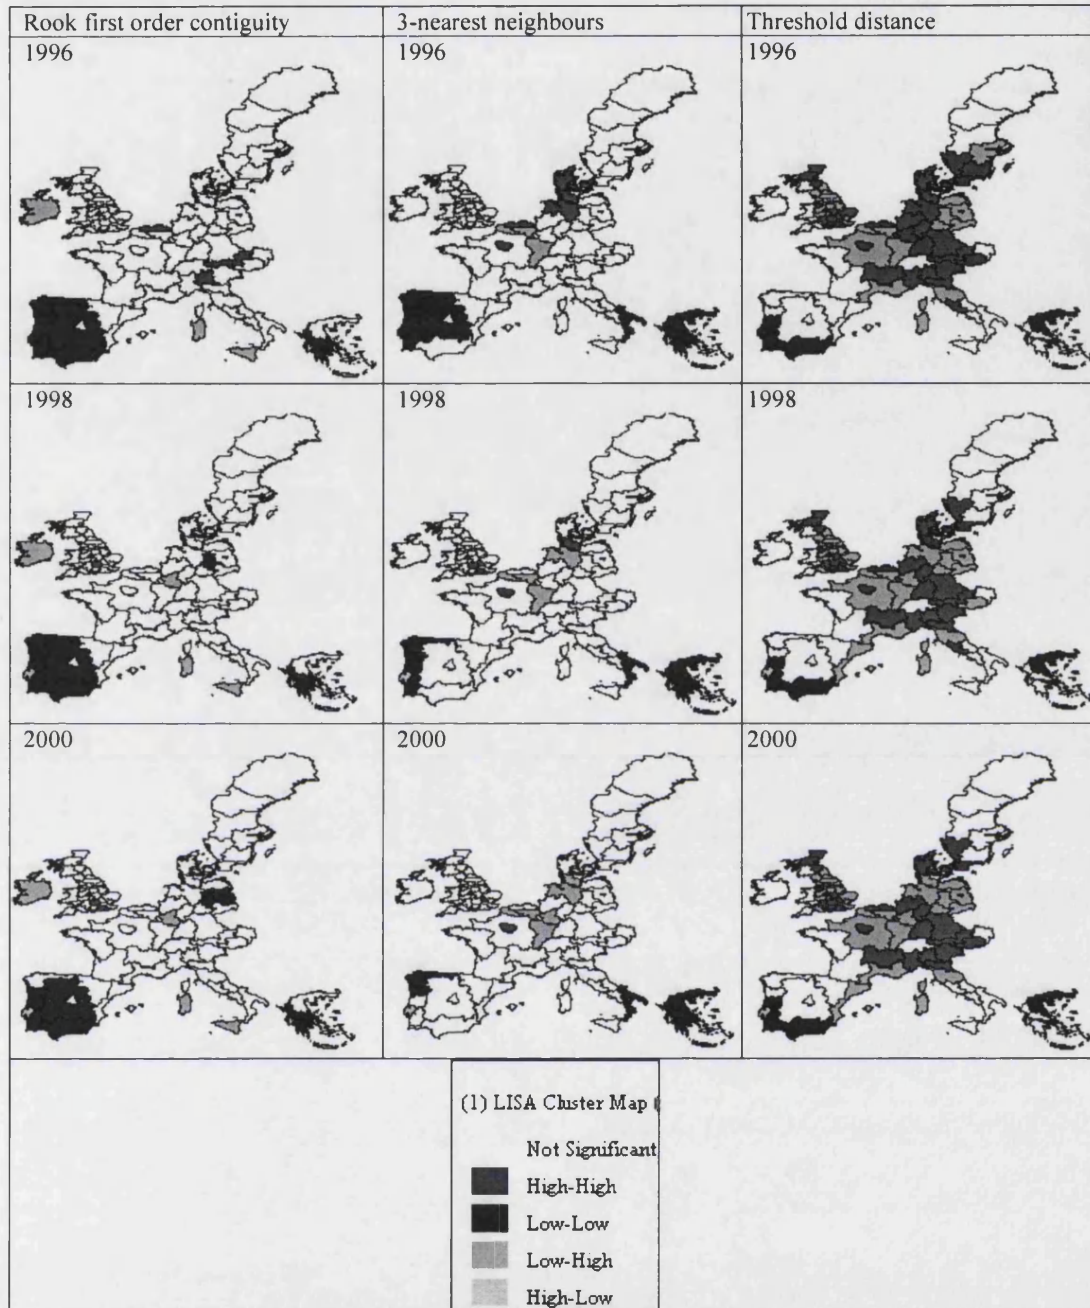 Rook first order contiguity
3-nearest neighbours
Threshold distance
1996
1996
1996
1998
1998
1998
2000
2000
2000
(1) LISA Cluster Map
Not Significant
High-High
Low-Low
Low-High
High-Low